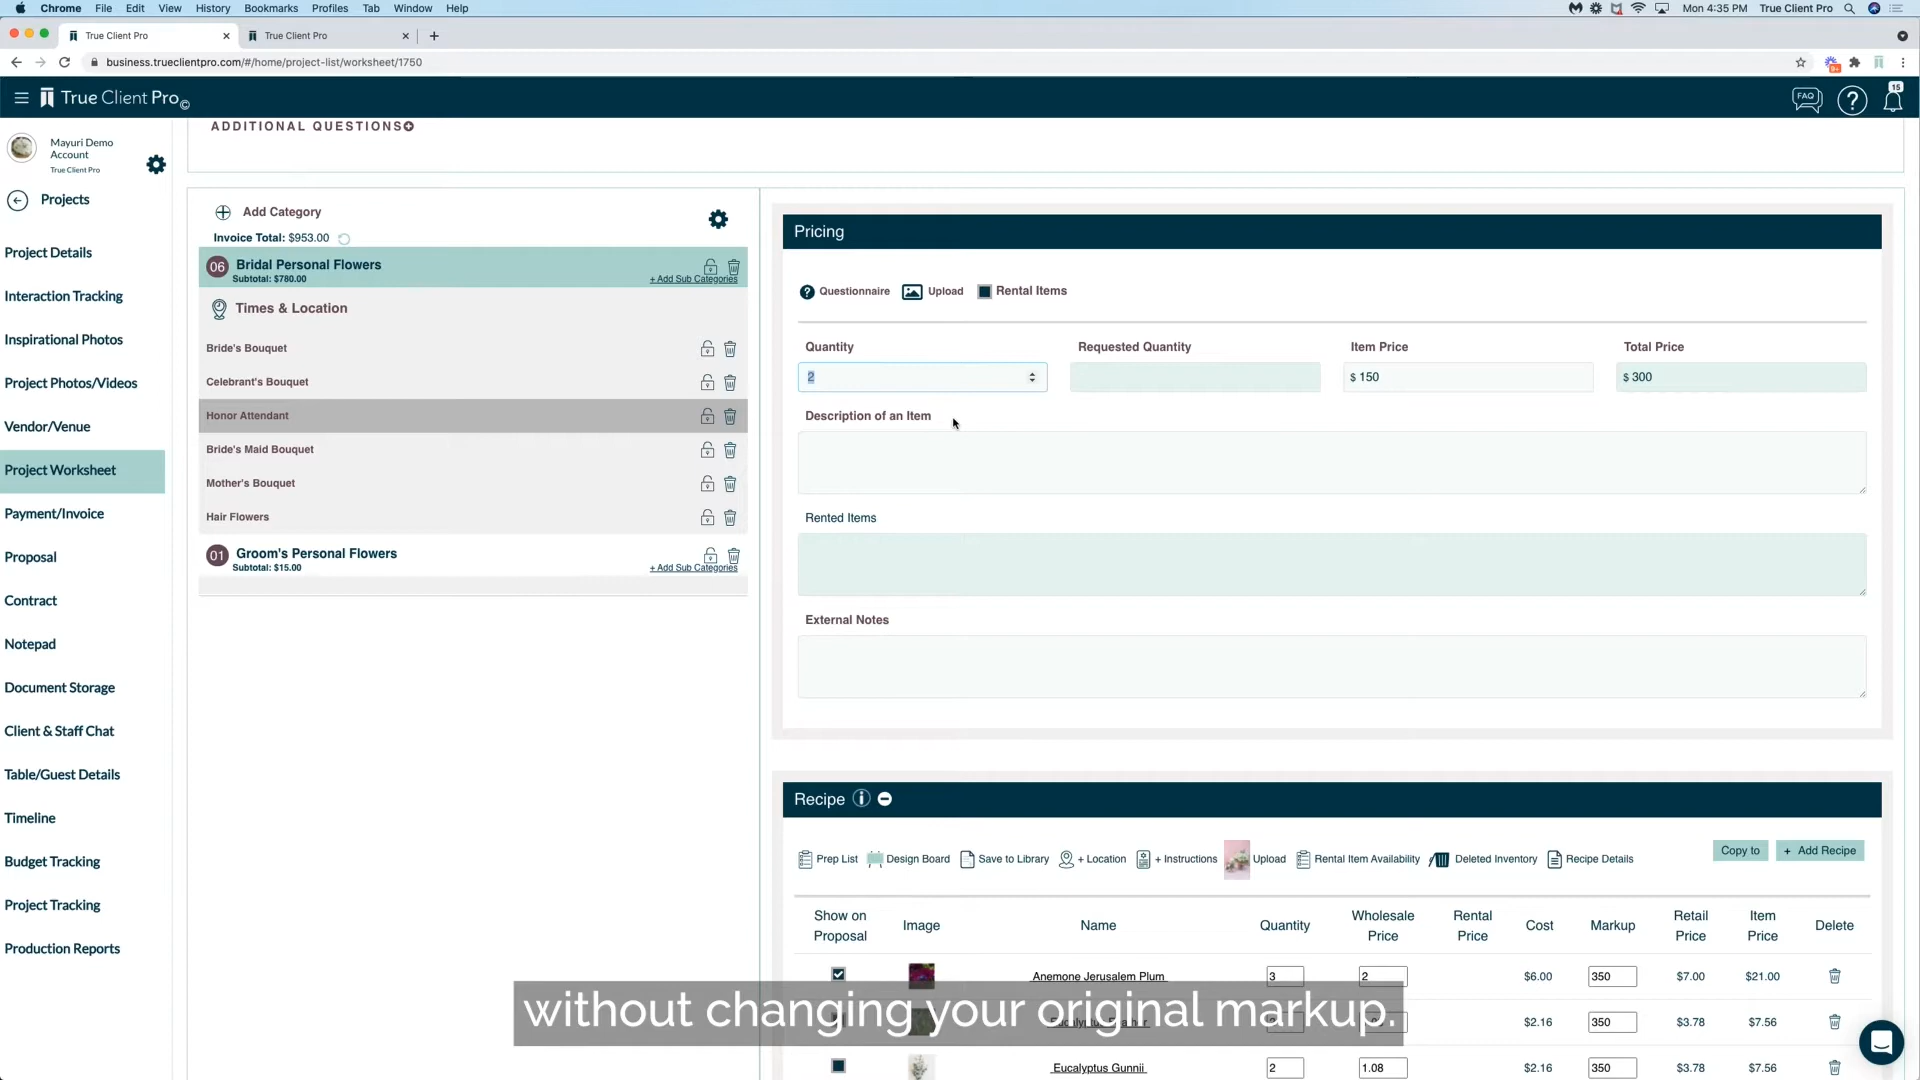 Chrome File Edit View History Bookmarks Profiles Tab Window Help
Mon 4:35 PM True Client Pro
True Client Pro
True Client Pro
business.trueclientpro.com/#/home/project-list/worksheet/1750
True Client Pro©
FAQ
?
15
ADDITIONAL QUESTIONS
Mayuri Demo
Account
True Client Pro
Projects
Project Details
Interaction Tracking
Inspirational Photos
Project Photos/Videos
Vendor/Venue
Project Worksheet
Payment/Invoice
Proposal
Contract
Notepad
Document Storage
Client & Staff Chat
Table/Guest Details
Timeline
Budget Tracking
Project Tracking
Production Reports
Add Category
Invoice Total: $953.00
06 Bridal Personal Flowers
Subtotal: $780.00
+ Add Sub Categories
Times & Location
Bride's Bouquet
Celebrant's Bouquet
Honor Attendant
Bride's Maid Bouquet
Mother's Bouquet
Hair Flowers
01 Groom's Personal Flowers
Subtotal: $15.00
+ Add Sub Categories
Pricing
Questionnaire Upload Rental Items
Quantity Requested Quantity Item Price Total Price
2 $ 150 $ 300
Description of an Item
Rented Items
External Notes
Recipe
Prep List Design Board Save to Library + Location + Instructions Upload Rental Item Availability Deleted Inventory Recipe Details
Copy to + Add Recipe
Show on Proposal Image Name Quantity Wholesale Price Rental Price Cost Markup Retail Price Item Price Delete
Anemone Jerusalem Plum 3 2 $6.00 350 $7.00 $21.00
$2.16 350 $3.78 $7.56
without changing your original markup.
Eucalyptus Gunnii 2 1.08 $2.16 350 $3.78 $7.56